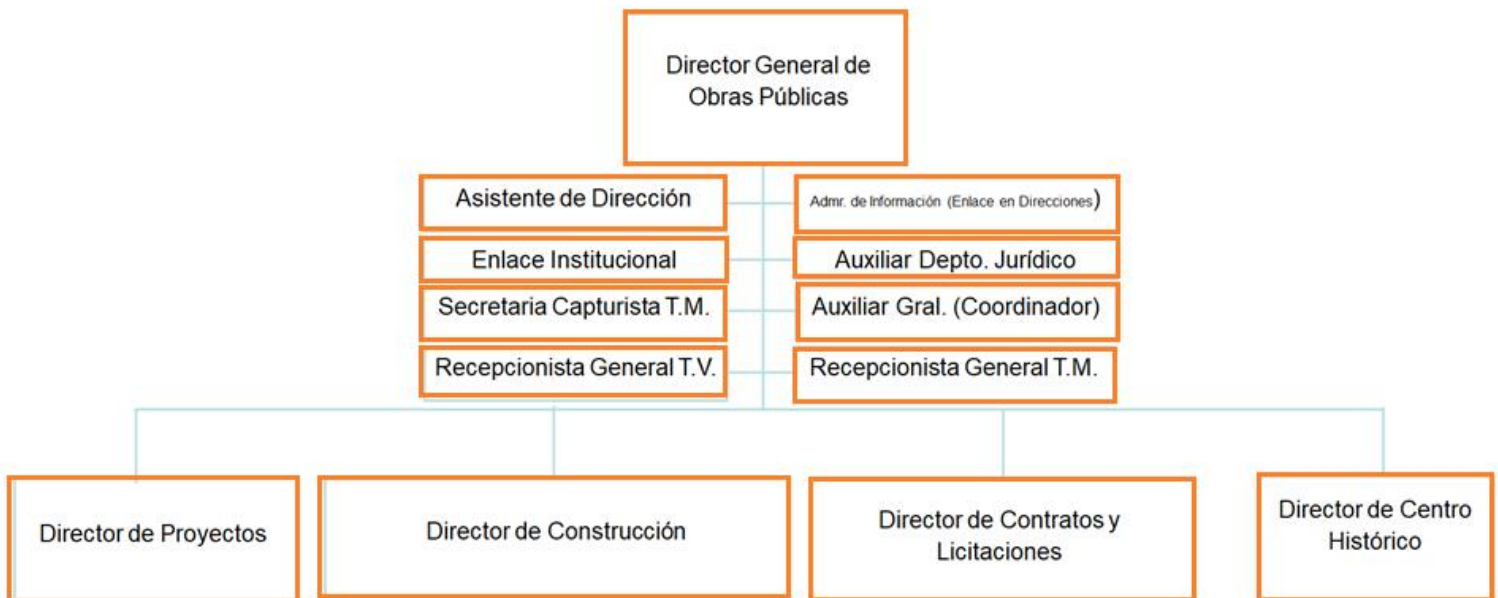 Director General de
Obras Públicas
Asistente de Dirección
Admr. de Información (Enlace en Direcciones)
Enlace Institucional
Auxiliar Depto. Jurídico
Secretaria Capturista T.M.
Auxiliar Gral. (Coordinador)
Recepcionista General T.V.
Recepcionista General T.M.
Director de Proyectos
Director de Construcción
Director de Contratos y
Licitaciones
Director de Centro
Histórico